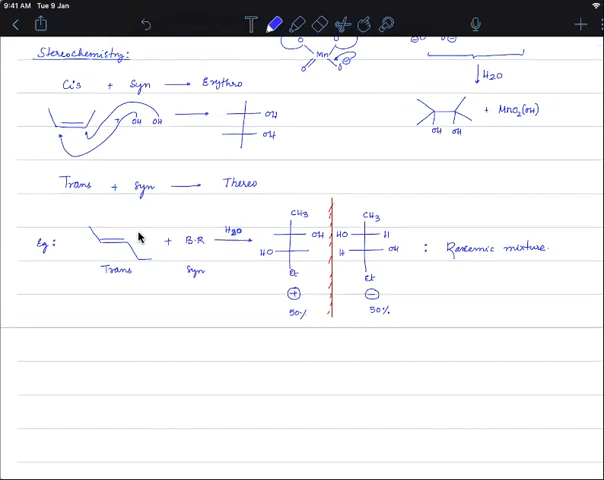 9:41 AM Tue 9 Jan
T
Stereochemistry:
O O
Mn
O O ⊖
↓ H2O
Cis + Syn → Erythro
+ OH OH → OH
OH
+ MnO2(OH)
OH OH
Trans + Syn → Threo
Eg: + B.R H2O →
Trans Syn
CH3
OH
HO
Et
+
50%
CH3
HO H
H OH
Et
−
50%
: Racemic mixture.